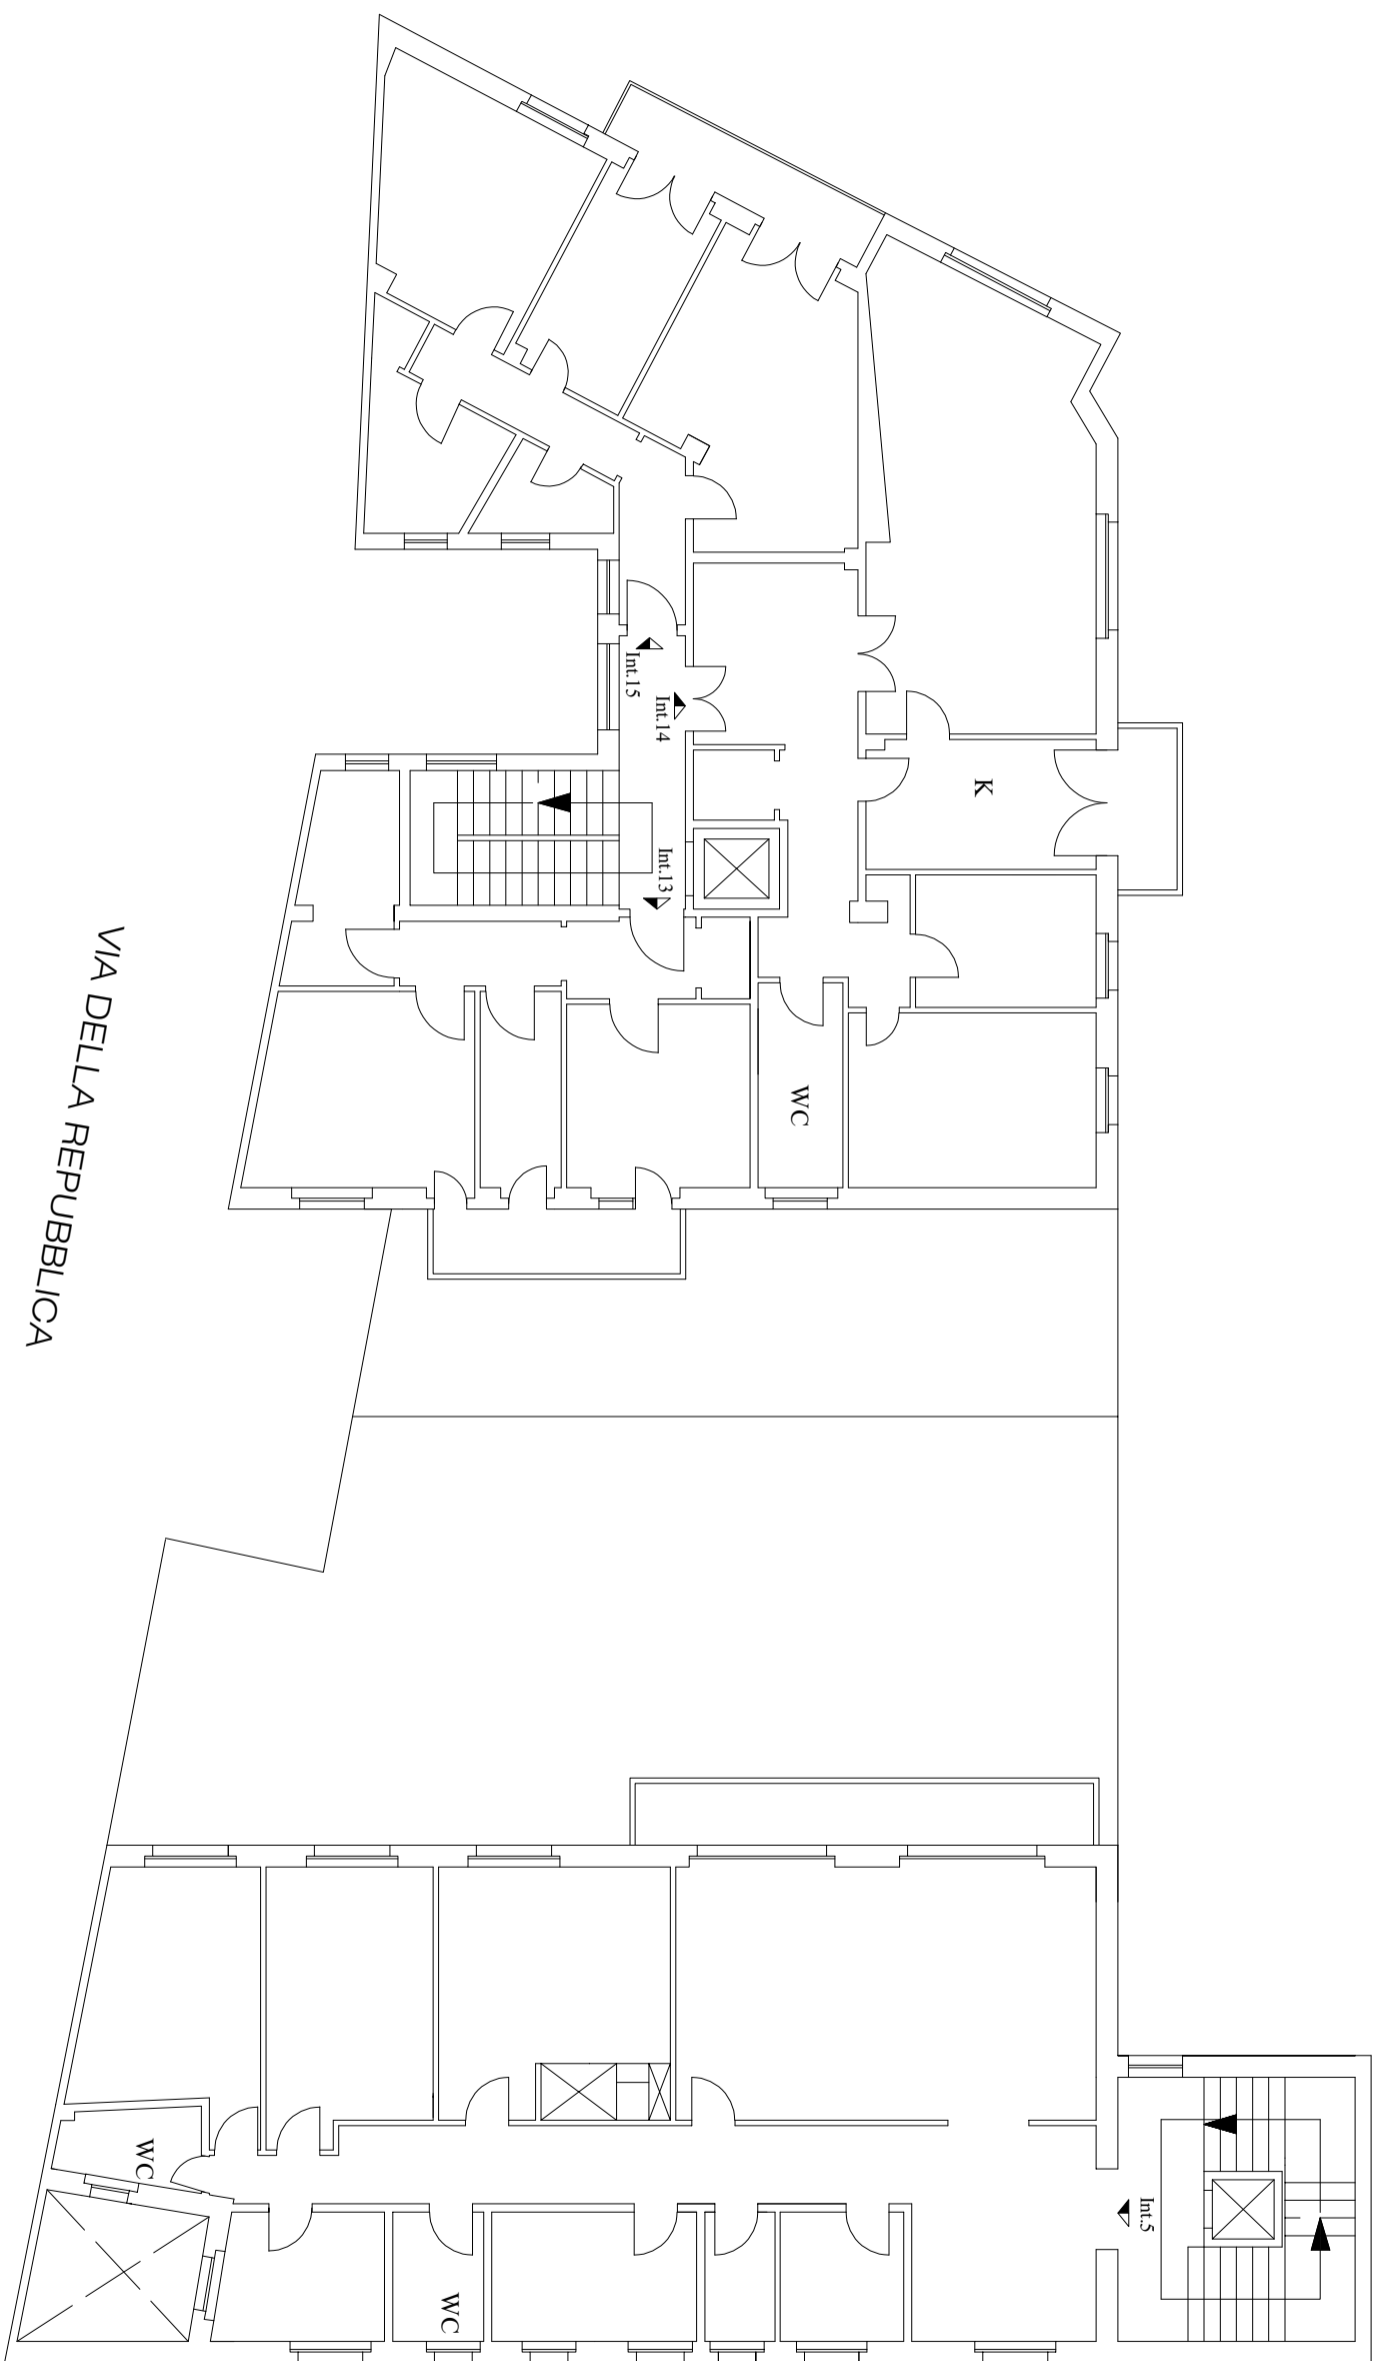 VIA DELLA REPUBBLICA
Int.15
Int.14
Int.13
K
WC
WC
WC
Int.5